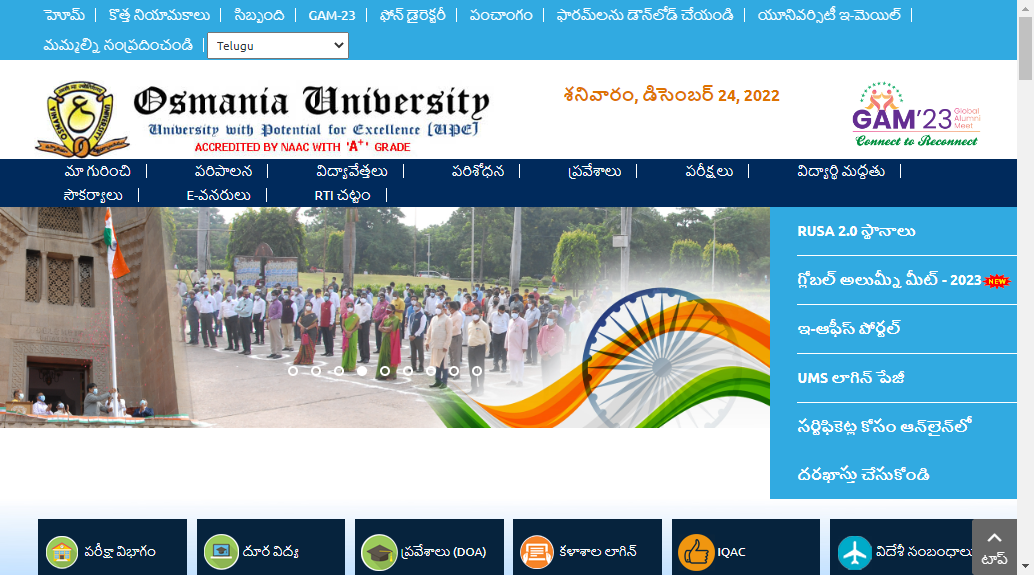 హోమ్ కొత్త నియామకాలు సిబ్బంది GAM-23 ఫోన్ డైరెక్టరీ పంచాంగం ఫారమ్‌లను డౌన్‌లోడ్ చేయండి యూనివర్సిటీ ఇ-మెయిల్
మమ్మల్ని సంప్రదించండి Telugu
Osmania University
University with Potential for Excellence (UPE)
ACCREDITED BY NAAC WITH 'A+' GRADE
శనివారం, డిసెంబర్ 24, 2022
GAM'23 Global Alumni Meet
Connect to Reconnect
మా గురించి పరిపాలన విద్యావేత్తలు పరిశోధన ప్రవేశాలు పరీక్షలు విద్యార్థి మద్దతు
సౌకర్యాలు E-వనరులు RTI చట్టం
RUSA 2.0 స్థానాలు
గ్లోబల్ అలుమ్ని మీట్ - 2023 NEW
ఇ-ఆఫీస్ పోర్టల్
UMS లాగిన్ పేజీ
సర్టిఫికెట్ల కోసం ఆన్‌లైన్‌లో
దరఖాస్తు చేసుకోండి
పరీక్షా విభాగం దూర విద్య ప్రవేశాలు (DOA) కళాశాల లాగిన్ IQAC విదేశీ సంబంధాలు
టాప్